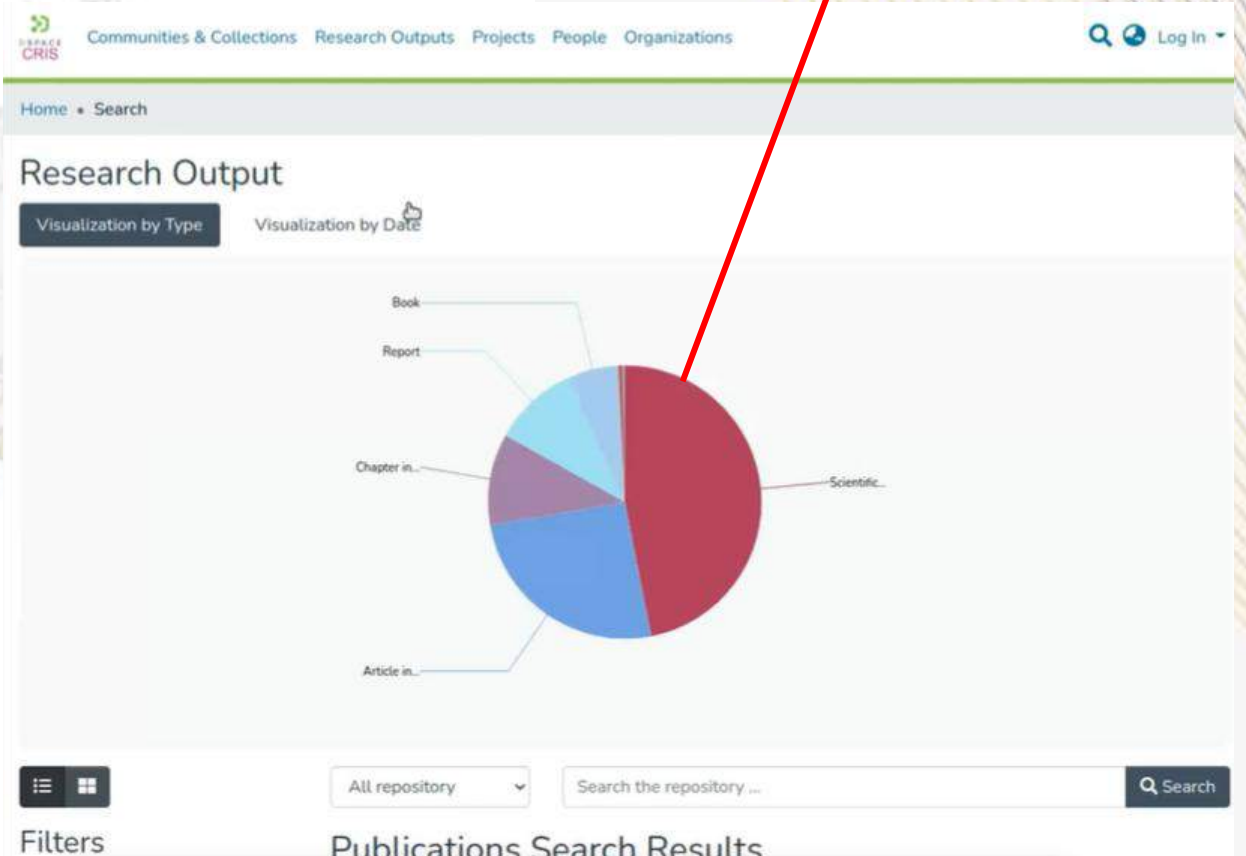 DSPACE
CRIS
Communities & Collections Research Outputs Projects People Organizations Log In
Home • Search
Research Output
Visualization by Type Visualization by Date
Book
Report
Chapter in...
Scientific...
Article in...
All repository Search the repository ... Search
Filters
Publications Search Results